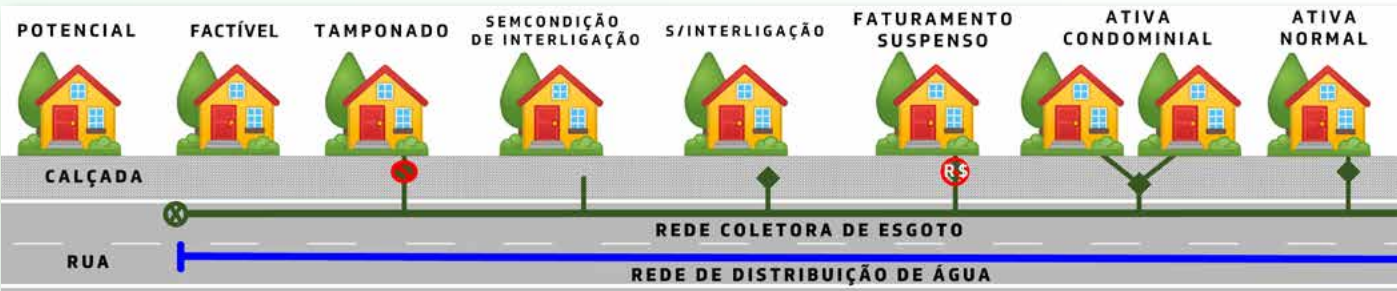 POTENCIAL
FACTÍVEL
TAMPONADO
SEMCONDIÇÃO
DE INTERLIGAÇÃO
S/INTERLIGAÇÃO
FATURAMENTO
SUSPENSO
ATIVA
CONDOMINIAL
ATIVA
NORMAL
CALÇADA
R$
X
REDE COLETORA DE ESGOTO
RUA
REDE DE DISTRIBUIÇÃO DE ÁGUA